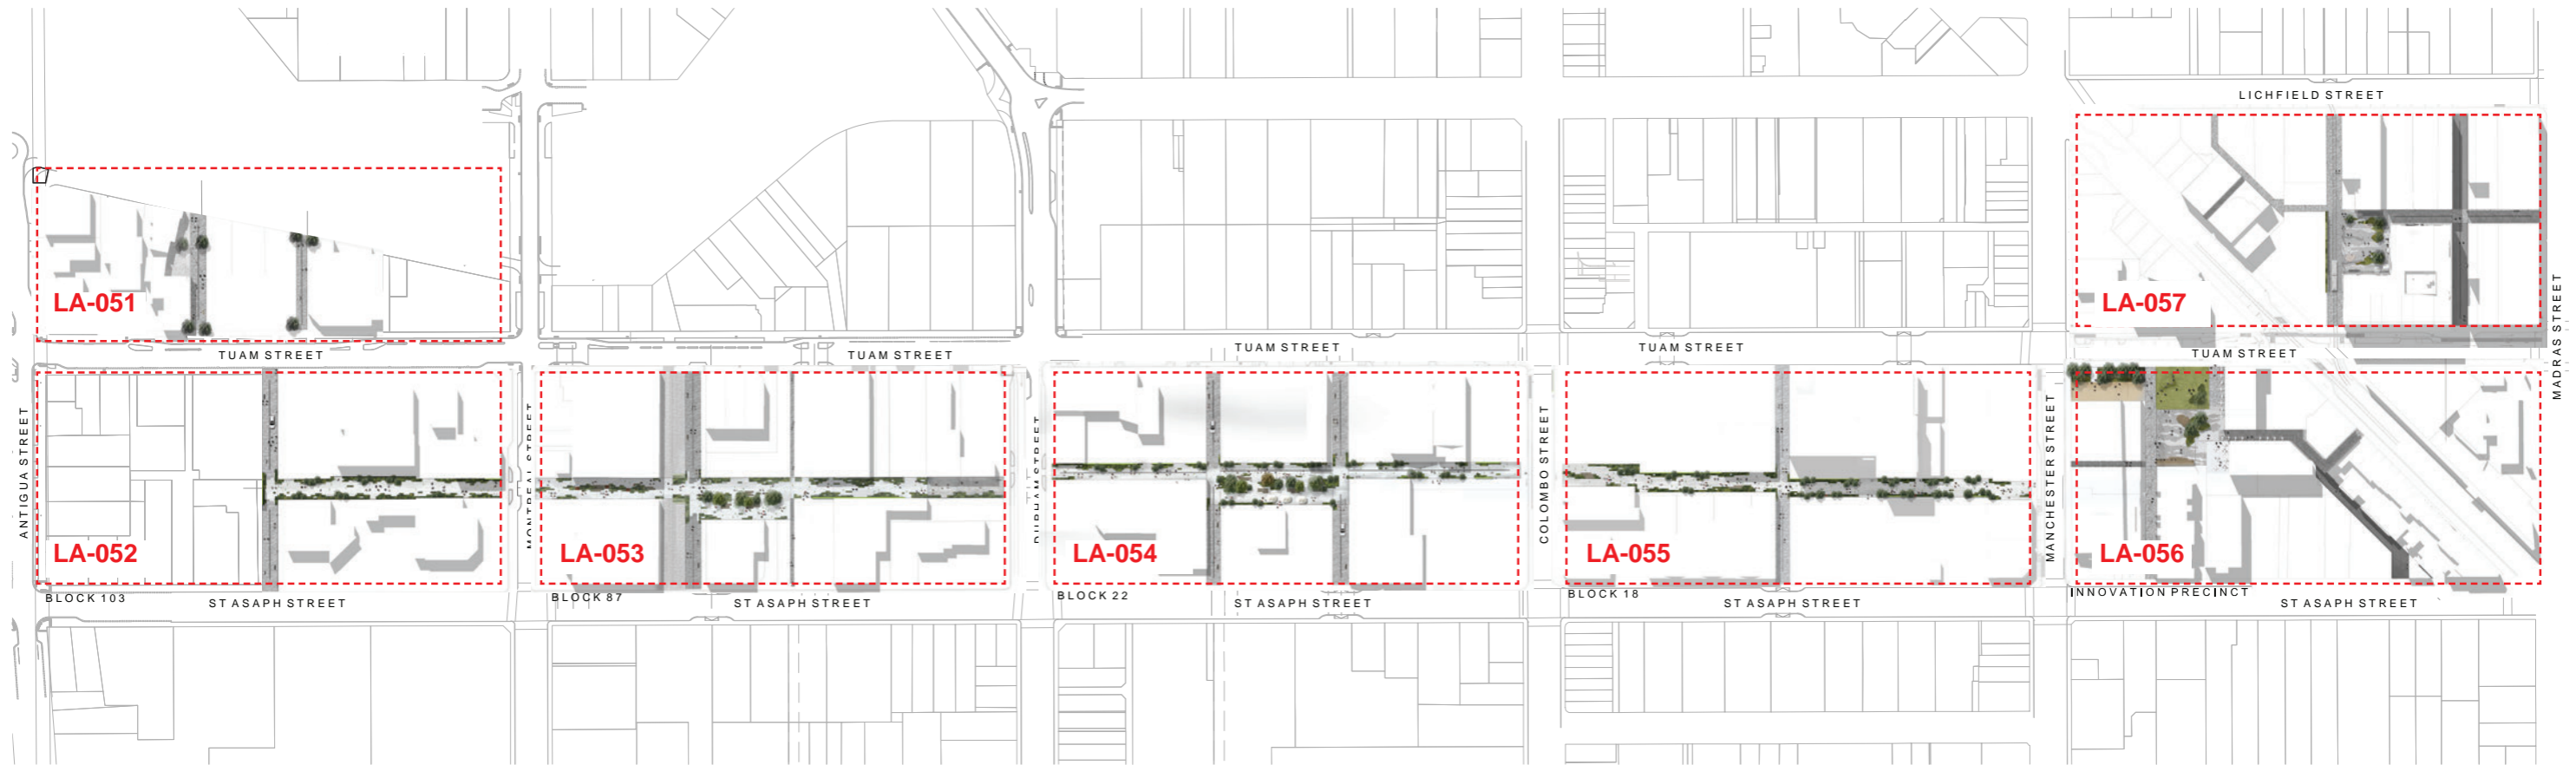 LICHFIELD STREET
LA-051
LA-057
TUAM STREET
TUAM STREET
TUAM STREET
TUAM STREET
TUAM STREET
MADRAS STREET
ANTIGUA STREET
MONTREAL STREET
DURHAM STREET
COLOMBO STREET
MANCHESTER STREET
LA-052
LA-053
LA-054
LA-055
LA-056
BLOCK 103
BLOCK 87
BLOCK 22
BLOCK 18
INNOVATION PRECINCT
ST ASAPH STREET
ST ASAPH STREET
ST ASAPH STREET
ST ASAPH STREET
ST ASAPH STREET